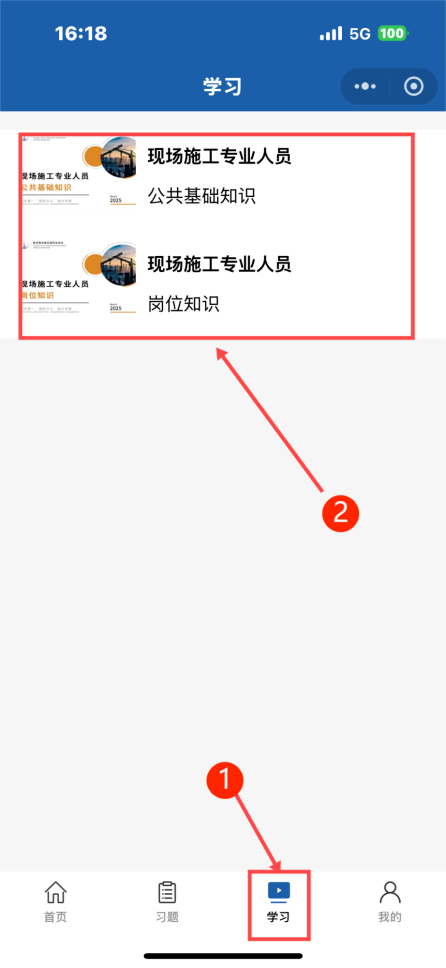 16:18
5G
100
学习
现场施工专业人员
公共基础知识
2025
现场施工专业人员
公共基础知识
现场施工专业人员
岗位知识
2025
现场施工专业人员
岗位知识
2
1
首页
习题
学习
我的